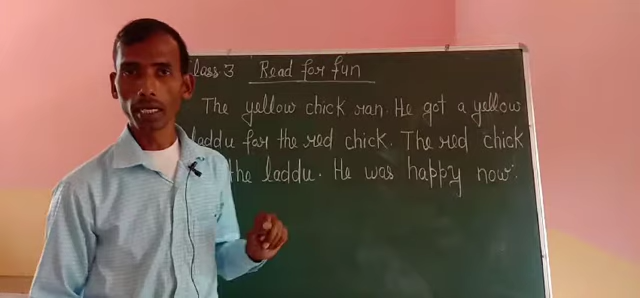 lass 3 Read for fun
The yellow chick ran. He got a yellow
laddu for the red chick. The red chick
the laddu. He was happy now.